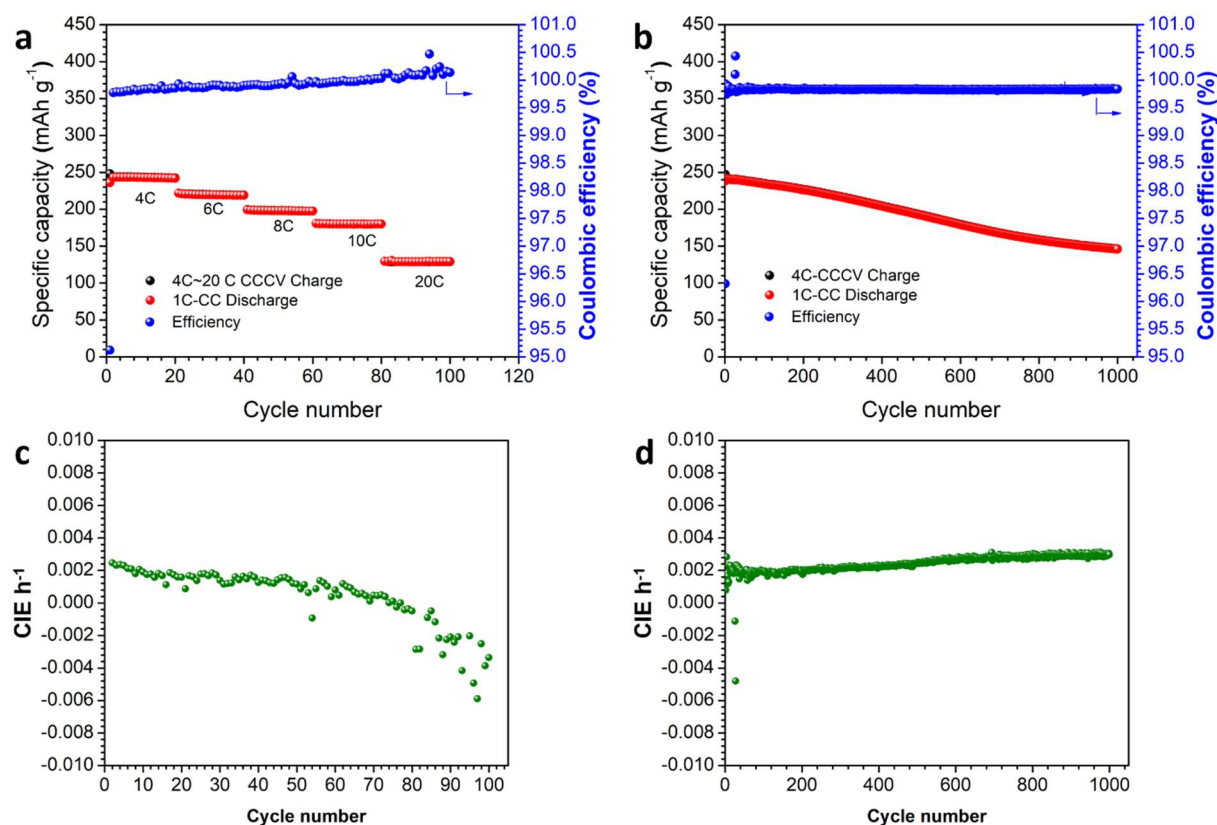 a
450
400
350
300
250
200
150
100
50
0
Specific capacity (mAh g⁻¹)
4C
6C
8C
10C
20C
4C~20 C CCCV Charge
1C-CC Discharge
Efficiency
0 20 40 60 80 100 120
Cycle number
101.0
100.5
100.0
99.5
99.0
98.5
98.0
97.5
97.0
96.5
96.0
95.5
95.0
Coulombic efficiency (%)
b
450
400
350
300
250
200
150
100
50
0
Specific capacity (mAh g⁻¹)
4C-CCCV Charge
1C-CC Discharge
Efficiency
0 200 400 600 800 1000
Cycle number
101.0
100.5
100.0
99.5
99.0
98.5
98.0
97.5
97.0
96.5
96.0
95.5
95.0
Coulombic efficiency (%)
c
0.010
0.008
0.006
0.004
0.002
0.000
-0.002
-0.004
-0.006
-0.008
-0.010
CIE h⁻¹
0 10 20 30 40 50 60 70 80 90 100
Cycle number
d
0.010
0.008
0.006
0.004
0.002
0.000
-0.002
-0.004
-0.006
-0.008
-0.010
CIE h⁻¹
0 200 400 600 800 1000
Cycle number